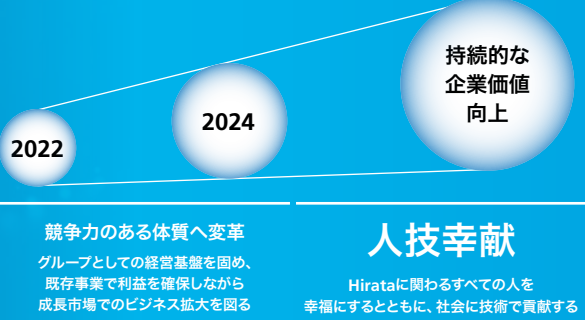 2022
2024
持続的な
企業価値
向上
競争力のある体質へ変革
グループとしての経営基盤を固め、
既存事業で利益を確保しながら
成長市場でのビジネス拡大を図る
人技幸献
Hirataに関わるすべての人を
幸福にするとともに、社会に技術で貢献する